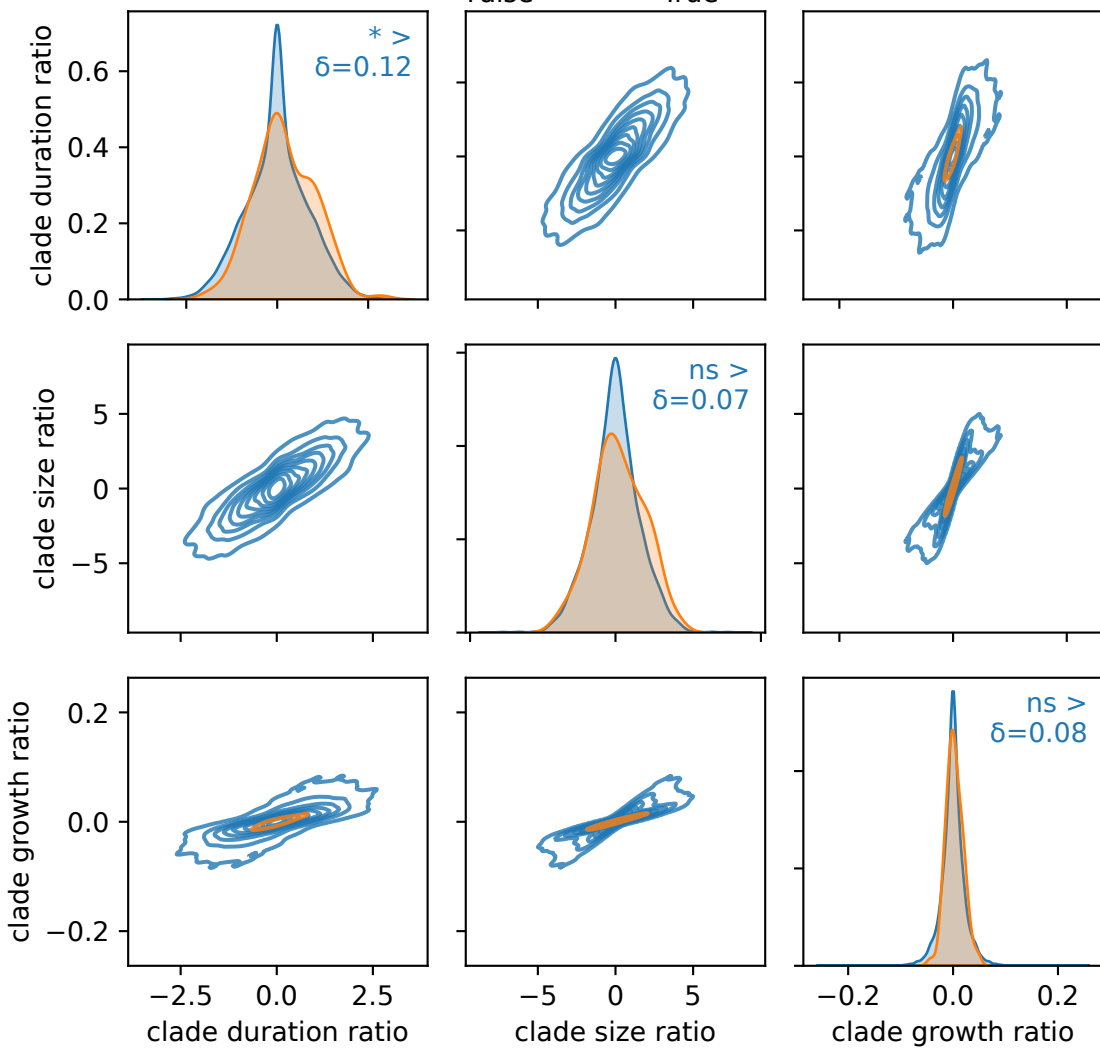 clade duration ratio
0.6
0.4
0.2
0.0
* >
δ=0.12
clade size ratio
5
0
−5
ns >
δ=0.07
clade growth ratio
0.2
0.0
−0.2
ns >
δ=0.08
−2.5 0.0 2.5
−5 0 5
−0.2 0.0 0.2
clade duration ratio
clade size ratio
clade growth ratio